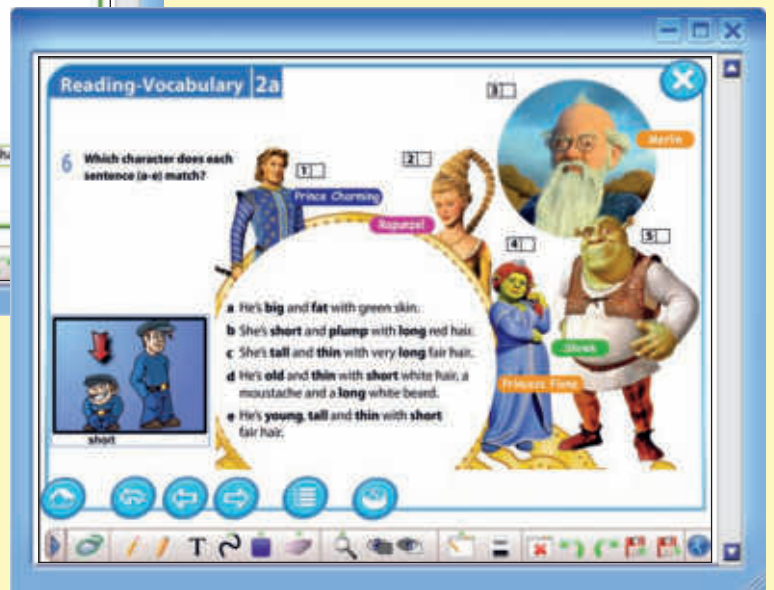 Reading-Vocabulary 2a
6 Which character does each
sentence (a-e) match?
1
Prince Charming
2
Rapunzel
3
Merlin
4
Princess Fiona
5
Shrek
a He's big and fat with green skin.
b She's short and plump with long red hair.
c She's tall and thin with very long fair hair.
d He's old and thin with short white hair, a
moustache and a long white beard.
e He's young, tall and thin with short
fair hair.
short
T